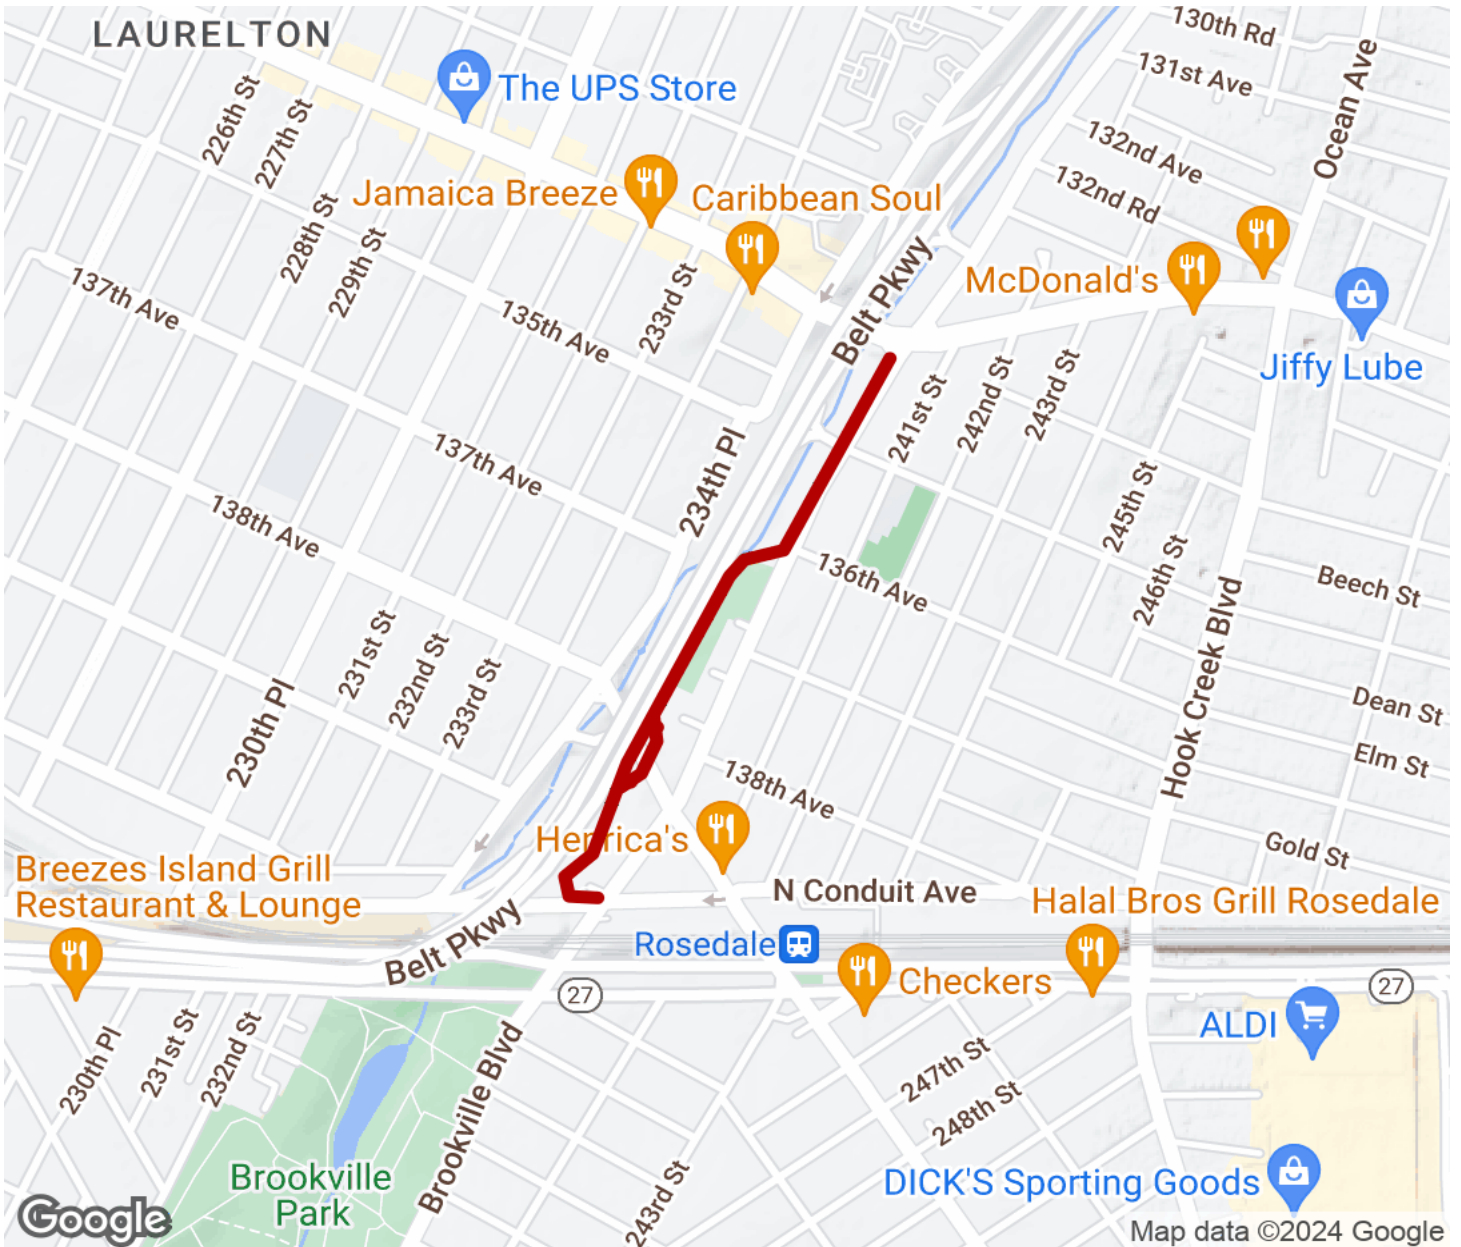 LAURELTON
130th Rd
131st Ave
Ocean Ave
The UPS Store
226th St
227th St
132nd Ave
132nd Rd
Jamaica Breeze
Caribbean Soul
228th St
229th St
Belt Pkwy
McDonald's
137th Ave
135th Ave
233rd St
Jiffy Lube
241st St
242nd St
243rd St
137th Ave
234th Pl
138th Ave
245th St
246th St
136th Ave
Beech St
Hook Creek Blvd
231st St
232nd St
233rd St
230th Pl
Dean St
Elm St
138th Ave
Henrica's
Gold St
Breezes Island Grill
Restaurant & Lounge
N Conduit Ave
Halal Bros Grill Rosedale
Belt Pkwy
Rosedale
Checkers
27
27
ALDI
230th Pl
231st St
232nd St
Brookville Blvd
247th St
248th St
Brookville
Park
243rd St
DICK'S Sporting Goods
Google
Map data ©2024 Google